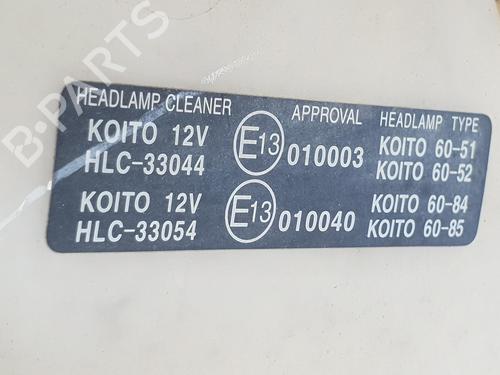 B-PARTS
HEADLAMP CLEANER APPROVAL HEADLAMP TYPE
KOITO 12V E13 010003 KOITO 60-51
HLC-33044 KOITO 60-52
KOITO 12V E13 010040 KOITO 60-84
HLC-33054 KOITO 60-85